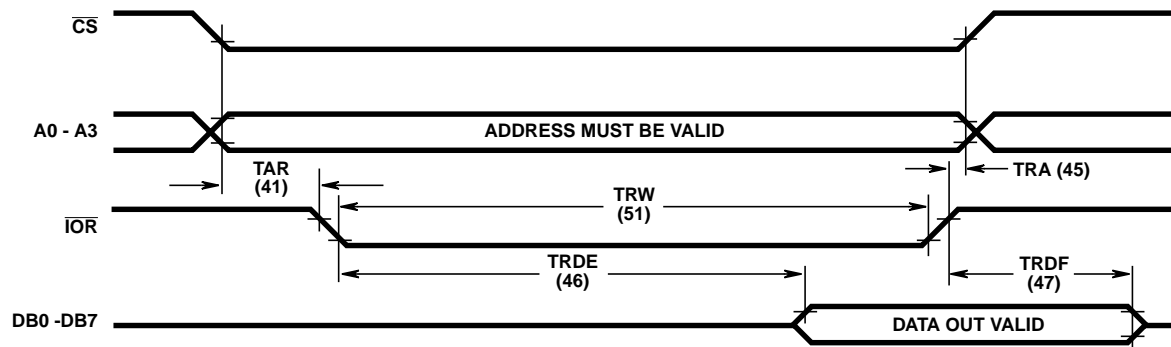 CS
A0 - A3
ADDRESS MUST BE VALID
TAR
(41)
TRA (45)
TRW
(51)
IOR
TRDE
(46)
TRDF
(47)
DB0 -DB7
DATA OUT VALID